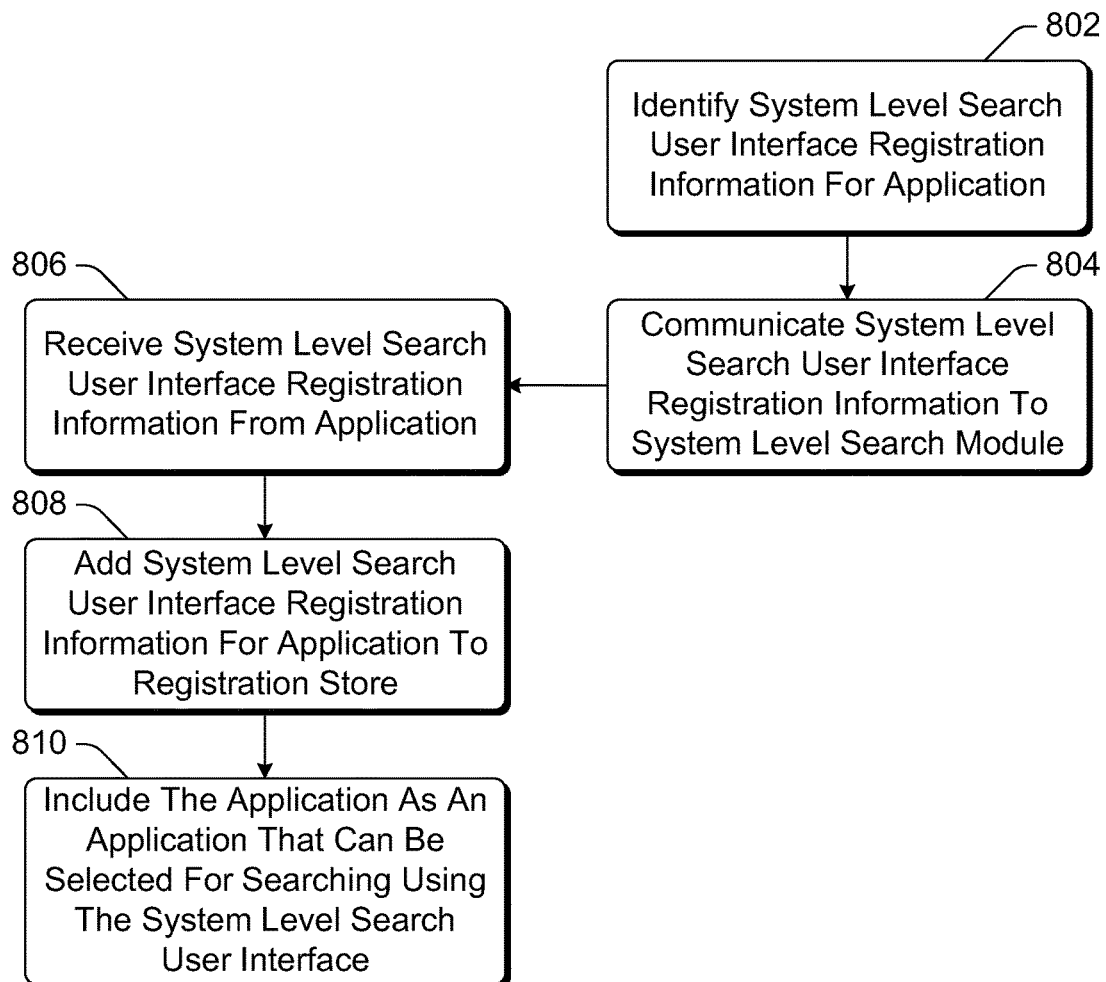 802
Identify System Level Search
User Interface Registration
Information For Application
804
Communicate System Level
Search User Interface
Registration Information To
System Level Search Module
806
Receive System Level Search
User Interface Registration
Information From Application
808
Add System Level Search
User Interface Registration
Information For Application To
Registration Store
810
Include The Application As An
Application That Can Be
Selected For Searching Using
The System Level Search
User Interface